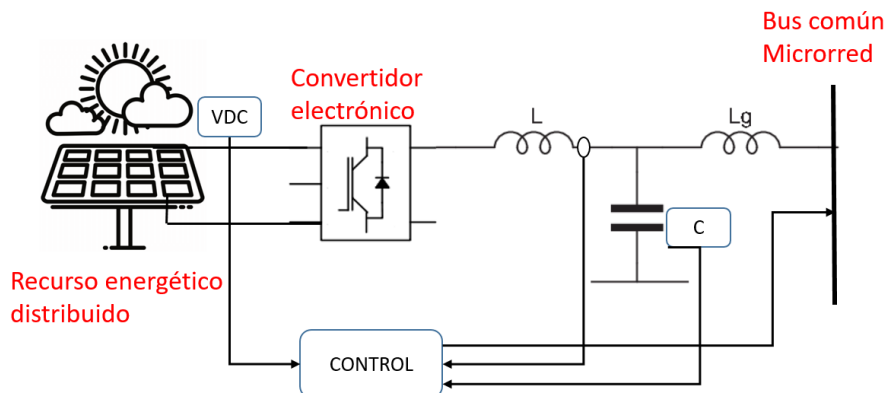 Bus común
Microrred
Convertidor
electrónico
VDC
L
Lg
C
Recurso energético
distribuido
CONTROL